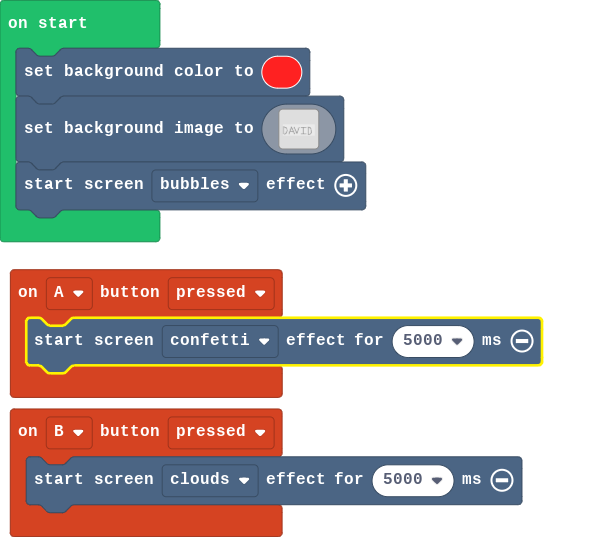 on start
set background color to
set background image to DAVID
start screen bubbles effect
on A button pressed
start screen confetti effect for 5000 ms
on B button pressed
start screen clouds effect for 5000 ms